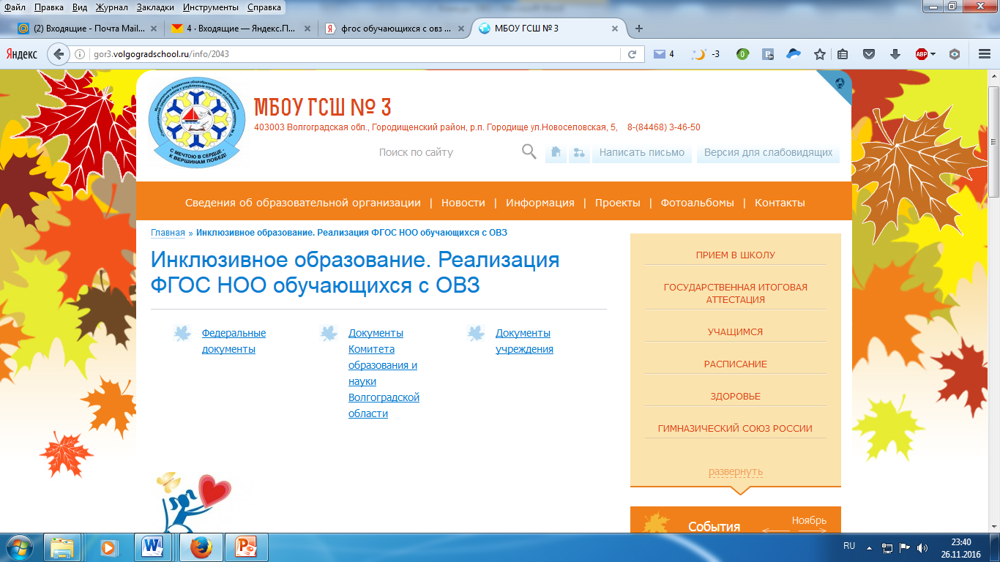 Файл Правка Вид Журнал Закладки Инструменты Справка
(2) Входящие - Почта Mail...
4 · Входящие — Яндекс.П...
фгос обучающихся с овз ...
МБОУ ГСШ № 3
Яндекс
gor3.volgogradschool.ru/info/2043
4
-3
0
ABP
С МЕЧТОЮ В СЕРДЦЕ -
К ВЕРШИНАМ ПОБЕД!
МБОУ ГСШ № 3
403003 Волгоградская обл., Городищенский район, р.п. Городище ул.Новоселовская, 5, 8-(84468) 3-46-50
Поиск по сайту
Написать письмо
Версия для слабовидящих
Сведения об образовательной организации | Новости | Информация | Проекты | Фотоальбомы | Контакты
Главная » Инклюзивное образование. Реализация ФГОС НОО обучающихся с ОВЗ
Инклюзивное образование. Реализация
ФГОС НОО обучающихся с ОВЗ
Федеральные
документы
Документы
Комитета
образования и
науки
Волгоградской
области
Документы
учреждения
ПРИЕМ В ШКОЛУ
ГОСУДАРСТВЕННАЯ ИТОГОВАЯ
АТТЕСТАЦИЯ
УЧАЩИМСЯ
РАСПИСАНИЕ
ЗДОРОВЬЕ
ГИМНАЗИЧЕСКИЙ СОЮЗ РОССИИ
развернуть
События
Ноябрь
RU
23:40
26.11.2016